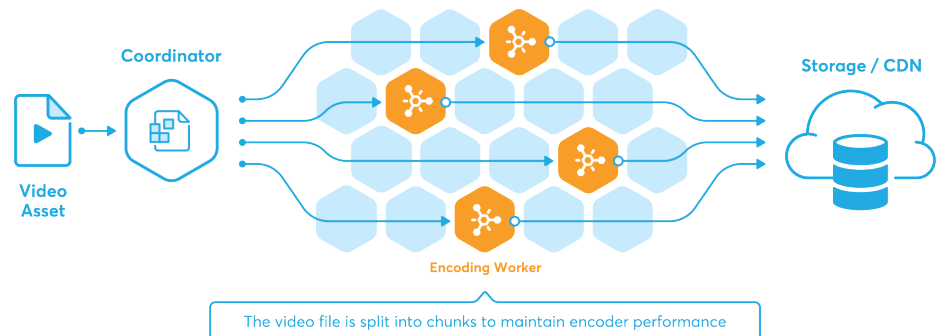 Coordinator
Storage / CDN
Video
Asset
Encoding Worker
The video file is split into chunks to maintain encoder performance